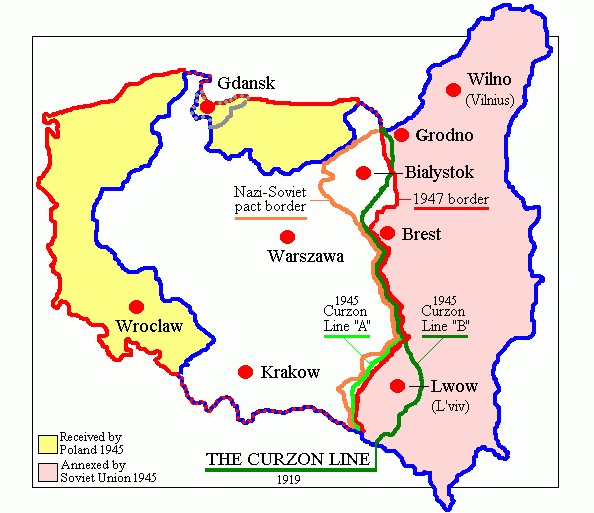 Gdansk
Wilno
(Vilnius)
Grodno
Bialystok
Nazi-Soviet
pact border
1947 border
Brest
Warszawa
1945
Curzon
Line "A"
1945
Curzon
Line "B"
Wroclaw
Krakow
Lwow
(L'viv)
Received by
Poland 1945
Annexed by
Soviet Union 1945
THE CURZON LINE
1919